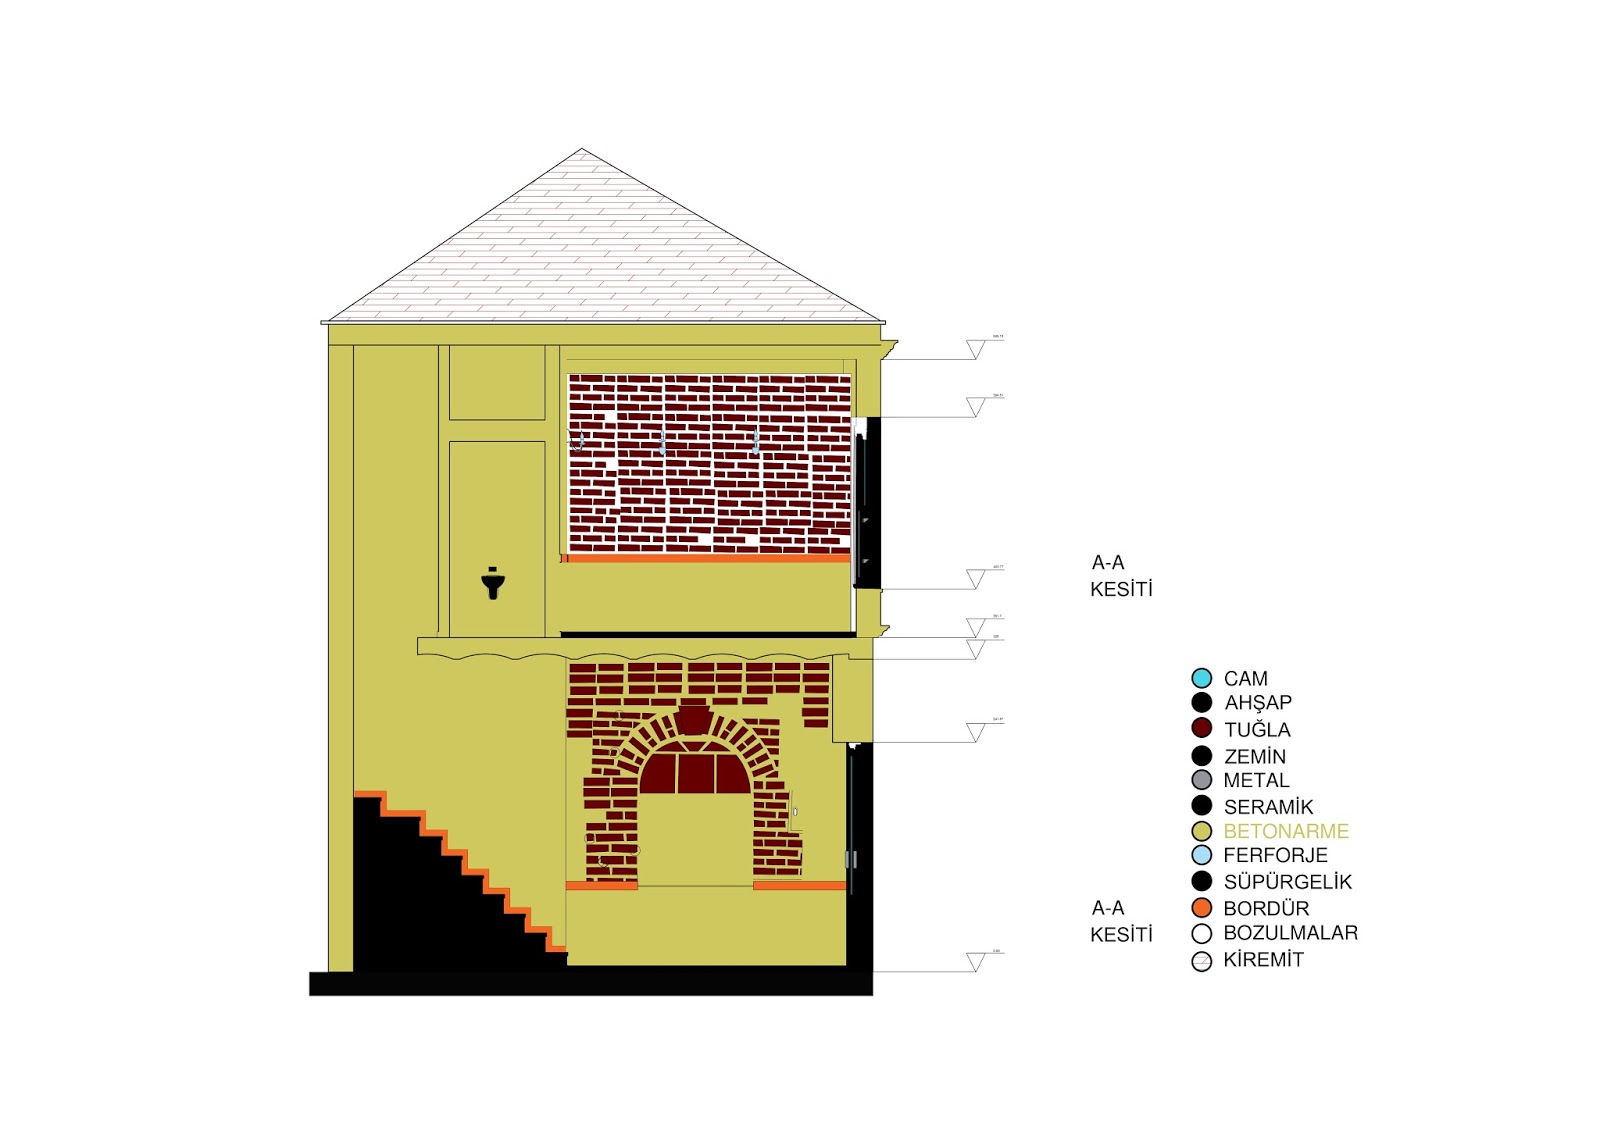 A-A
KESİTİ
CAM
AHŞAP
TUĞLA
ZEMİN
METAL
SERAMİK
BETONARME
FERFORJE
SÜPÜRGELİK
A-A
KESİTİ
BORDÜR
BOZULMALAR
KİREMİT